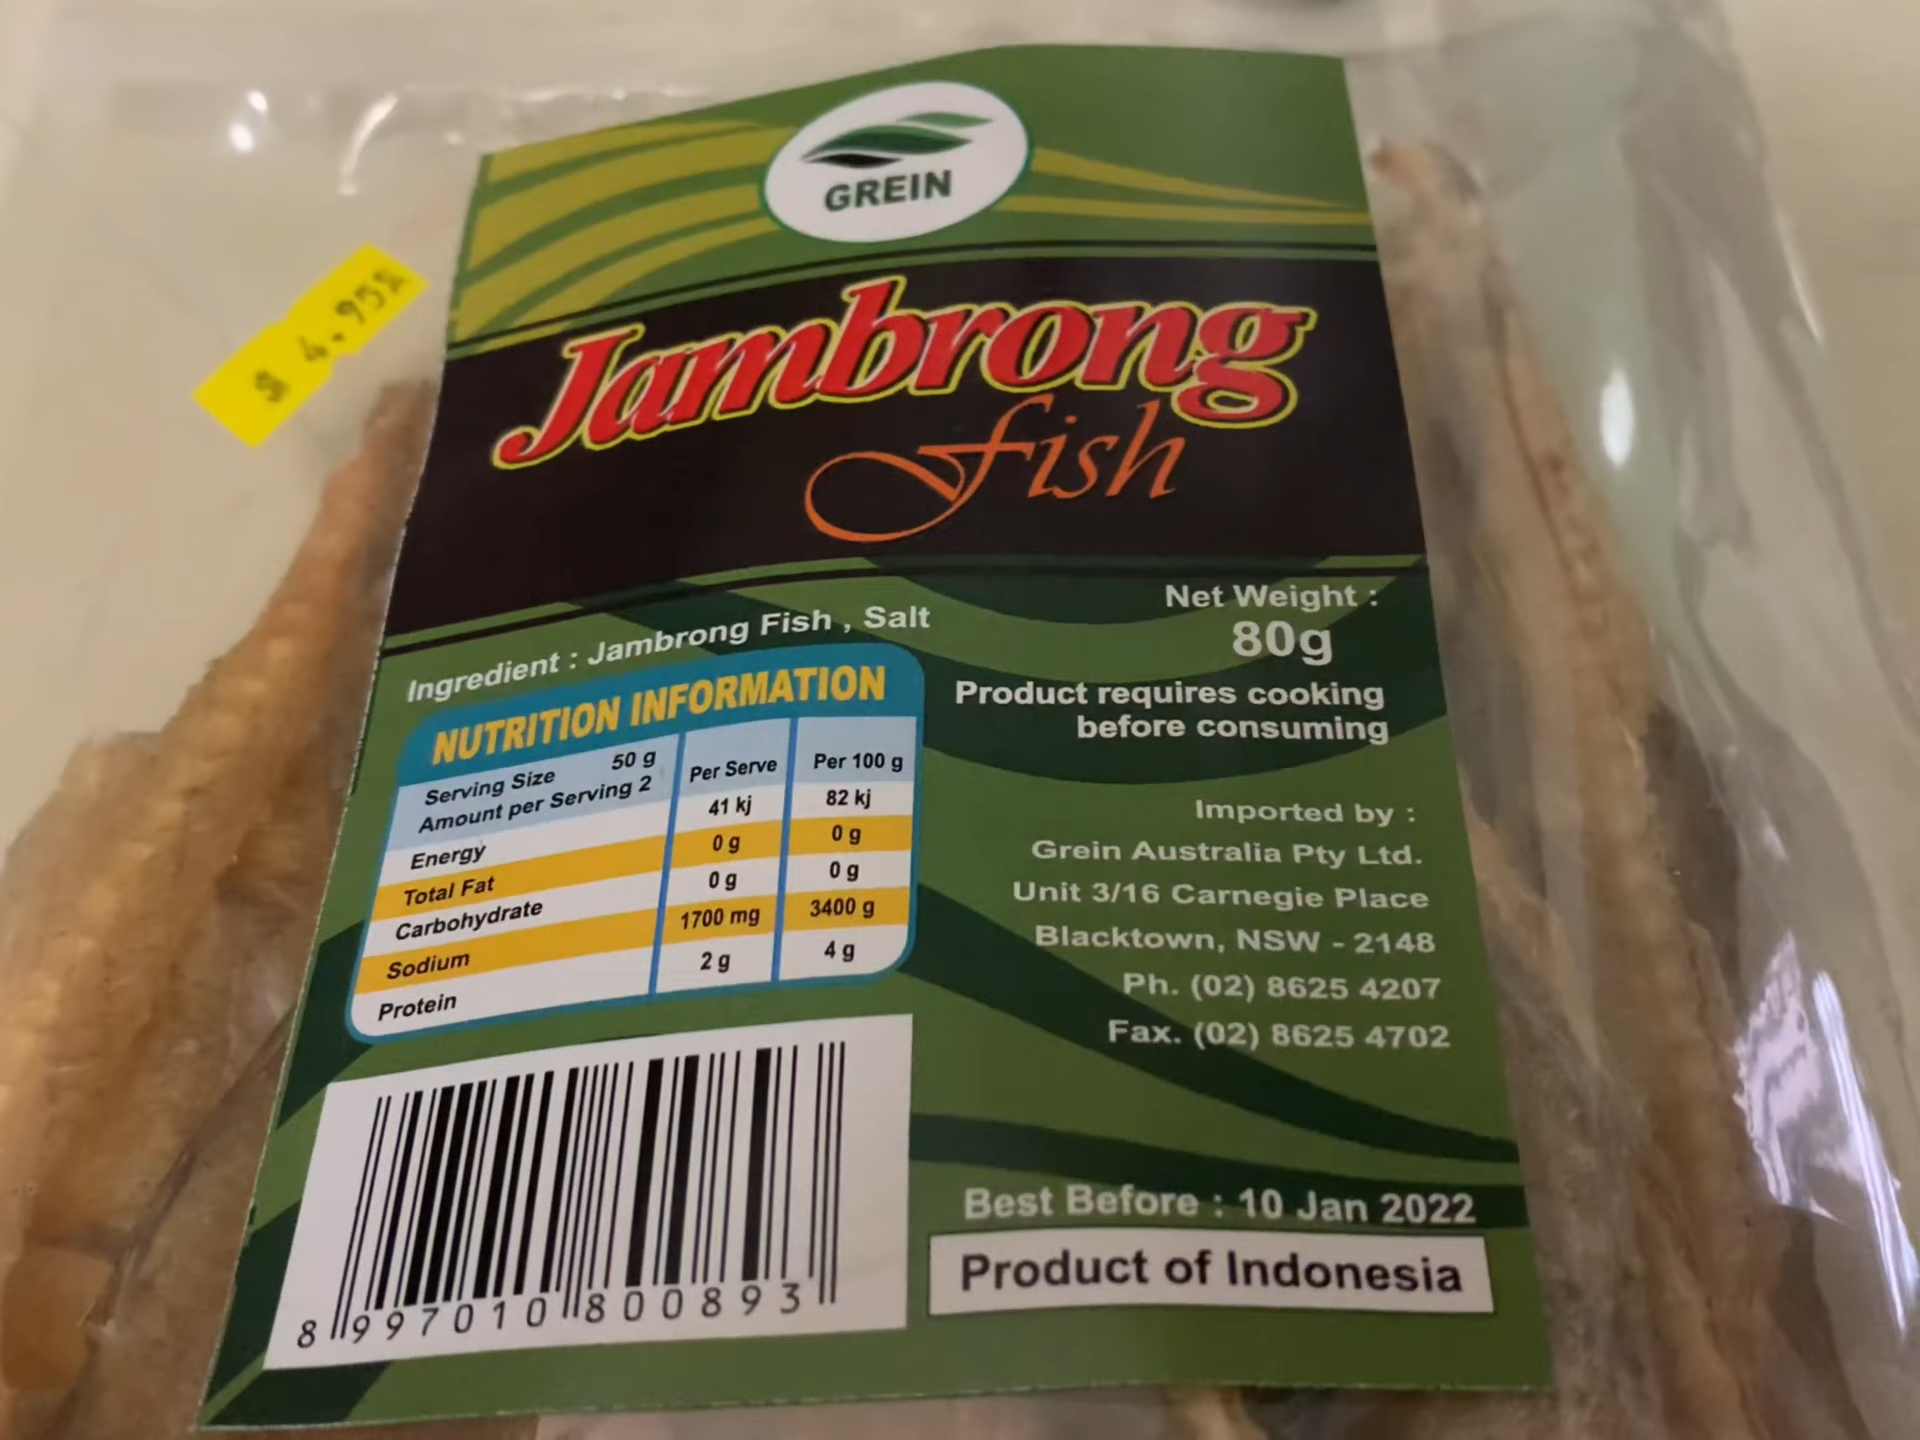 GREIN
$ 4.95
Jambrong
fish
Ingredient : Jambrong Fish , Salt
Net Weight :
80g
Product requires cooking
before consuming
NUTRITION INFORMATION
Serving Size 50 g
Amount per Serving 2
Per Serve Per 100 g
Energy 41 kj 82 kj
Total Fat 0 g 0 g
Carbohydrate 0 g 0 g
Sodium 1700 mg 3400 g
Protein 2 g 4 g
Imported by :
Grein Australia Pty Ltd.
Unit 3/16 Carnegie Place
Blacktown, NSW - 2148
Ph. (02) 8625 4207
Fax. (02) 8625 4702
Best Before : 10 Jan 2022
Product of Indonesia
8 997010 800893